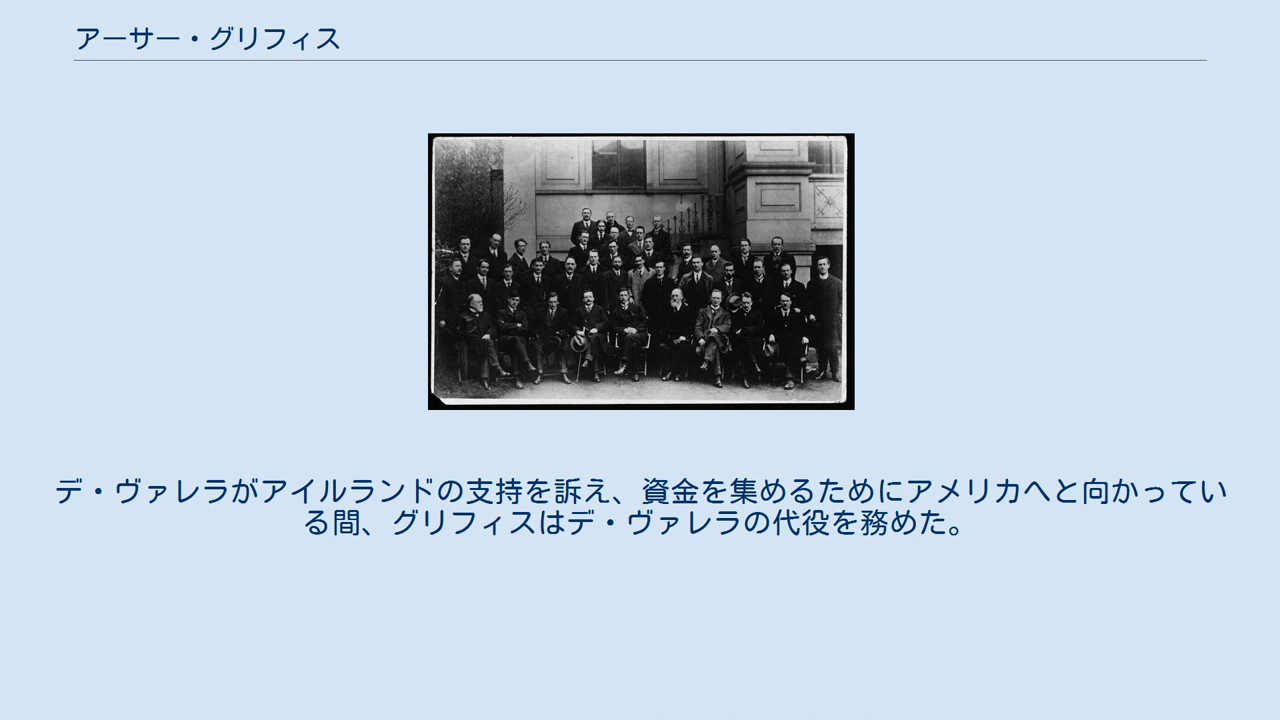 アーサー・グリフィス
デ・ヴァレラがアイルランドの支持を訴え、資金を集めるためにアメリカへと向かってい
る間、グリフィスはデ・ヴァレラの代役を務めた。